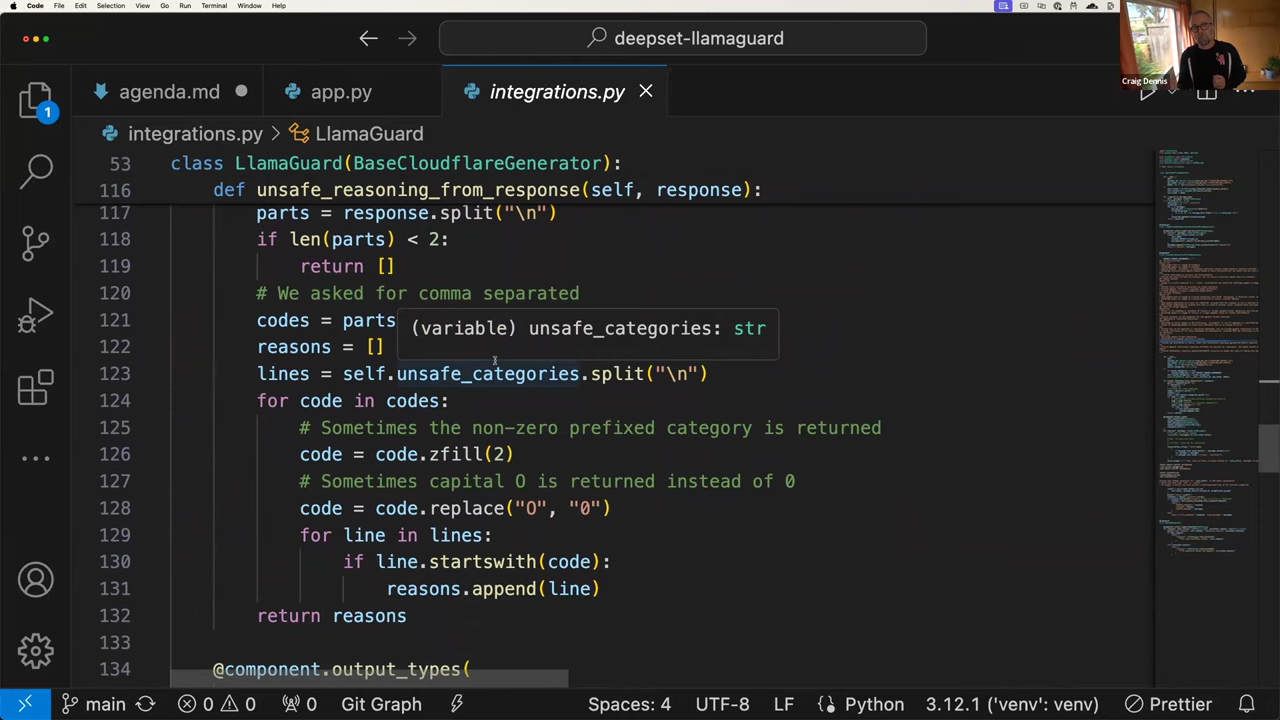 Code File Edit Selection View Go Run Terminal Window Help
deepset-llamaguard
Craig Dennis
agenda.md app.py integrations.py
integrations.py > LlamaGuard
1
53 class LlamaGuard(BaseCloudflareGenerator):
116 def unsafe_reasoning_from_response(self, response):
117 parts = response.split("\n")
118 if len(parts) < 2:
119 return []
120 # We asked for comma separated
121 codes = parts
(variable) unsafe_categories: str
122 reasons = []
123 lines = self.unsafe_categories.split("\n")
124 for code in codes:
125 # Sometimes the non-zero prefixed category is returned
126 code = code.zfill(2)
127 # Sometimes capital O is returned instead of 0
128 code = code.replace("O", "0")
129 for line in lines:
130 if line.startswith(code):
131 reasons.append(line)
132 return reasons
133
134 @component.output_types(
main 0 0 0 Git Graph Spaces: 4 UTF-8 LF Python 3.12.1 ('venv': venv) Prettier